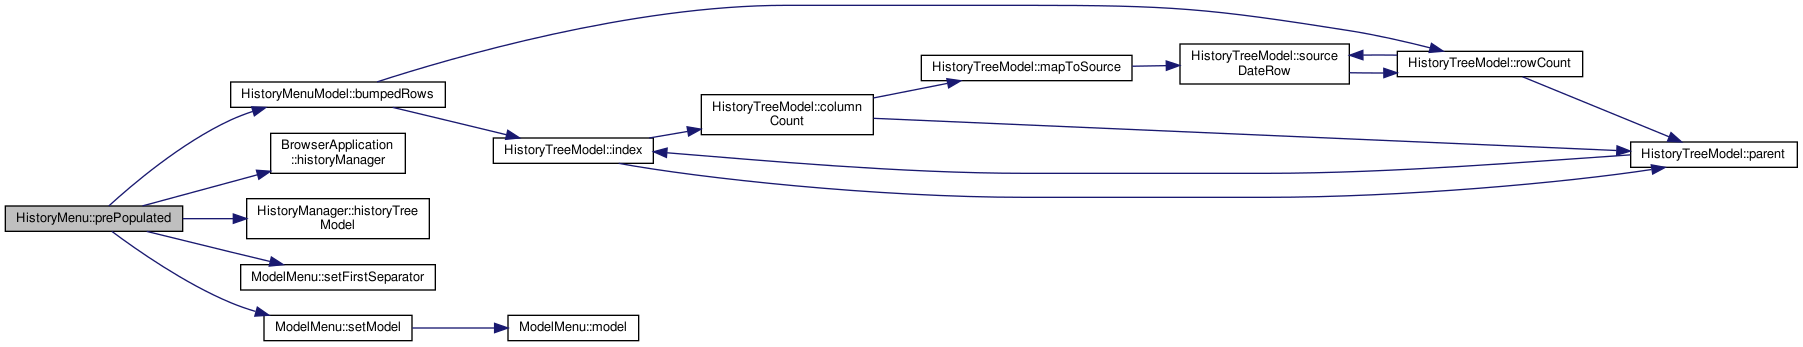 HistoryMenu::prePopulated
HistoryMenuModel::bumpedRows
BrowserApplication
::historyManager
HistoryManager::historyTree
Model
ModelMenu::setFirstSeparator
ModelMenu::setModel
HistoryTreeModel::index
ModelMenu::model
HistoryTreeModel::column
Count
HistoryTreeModel::mapToSource
HistoryTreeModel::source
DateRow
HistoryTreeModel::rowCount
HistoryTreeModel::parent